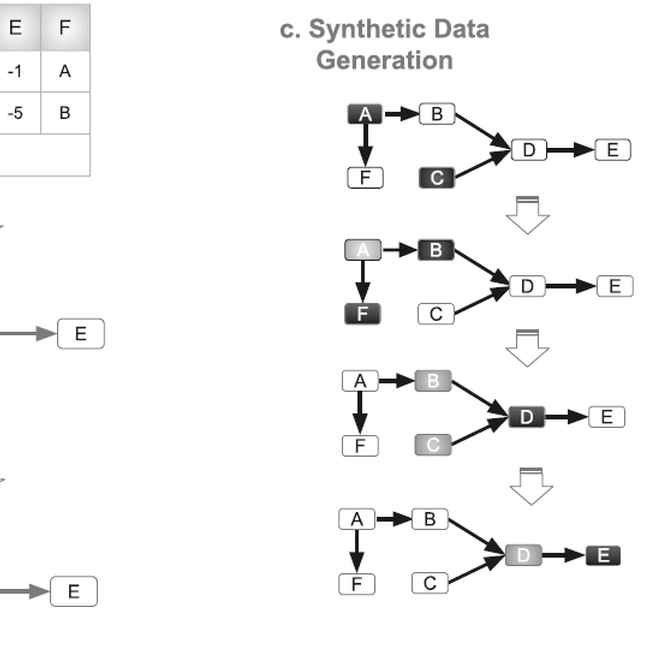 E F
-1 A
-5 B
E
E
c. Synthetic Data
Generation
A B
D E
F C
A B
D E
F C
A B
D E
F C
A B
D E
F C